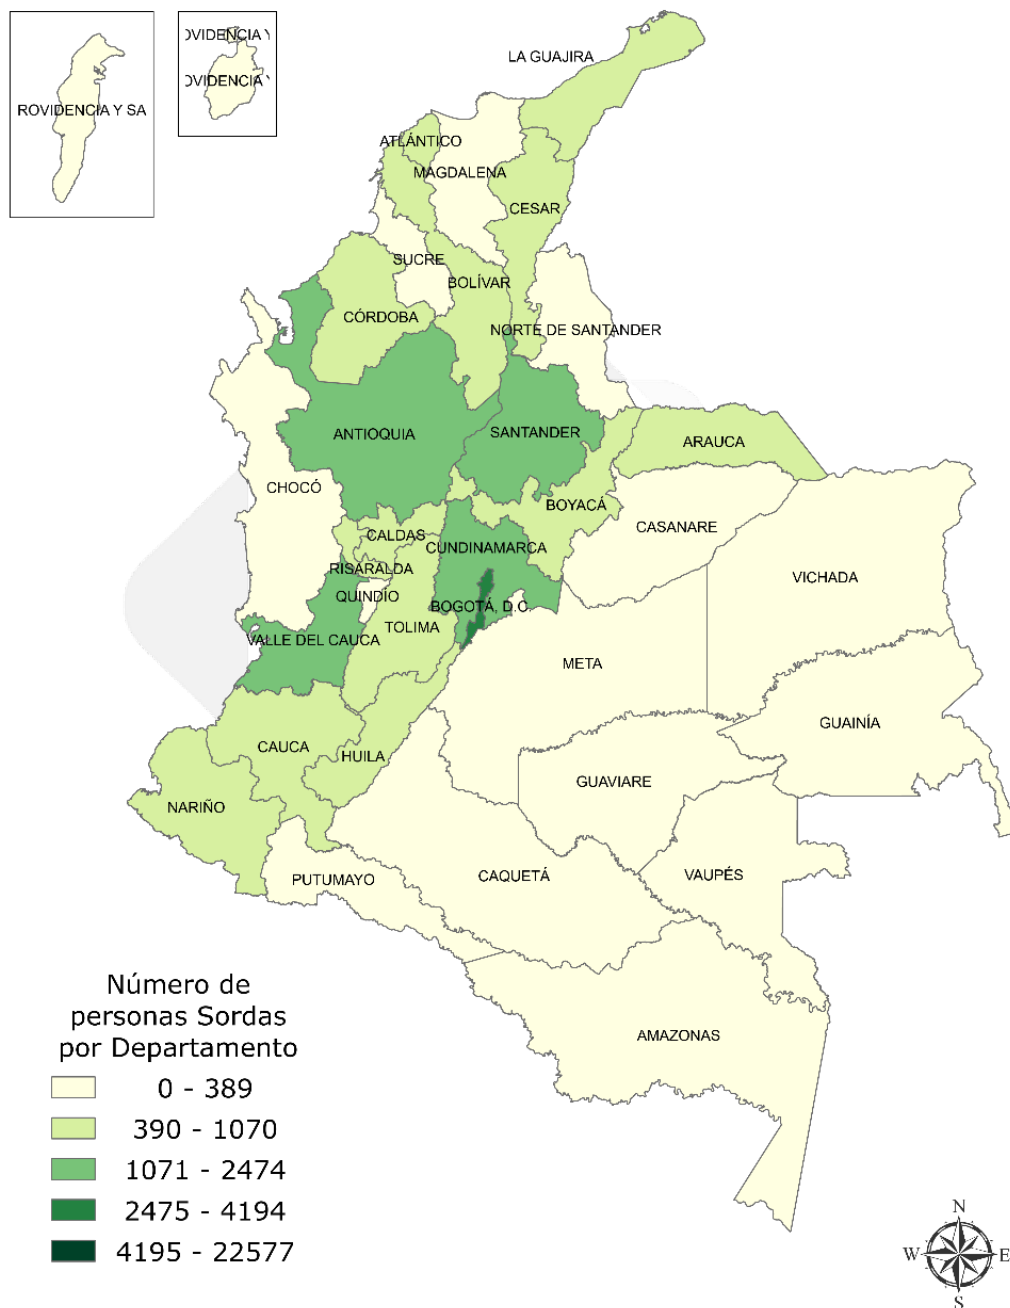 ROVIDENCIA Y SA
OVIDENCIA Y
OVIDENCIA Y
LA GUAJIRA
ATLÁNTICO
MAGDALENA
CESAR
SUCRE
BOLÍVAR
CÓRDOBA
NORTE DE SANTANDER
ANTIOQUIA
SANTANDER
ARAUCA
CHOCÓ
BOYACÁ
CASANARE
CALDAS
CUNDINAMARCA
RISARALDA
VICHADA
QUINDÍO
BOGOTÁ, D.C.
TOLIMA
VALLE DEL CAUCA
META
GUAINÍA
CAUCA
HUILA
GUAVIARE
NARIÑO
PUTUMAYO
CAQUETÁ
VAUPÉS
AMAZONAS
Número de
personas Sordas
por Departamento
0 - 389
390 - 1070
1071 - 2474
2475 - 4194
4195 - 22577
N
W
E
S